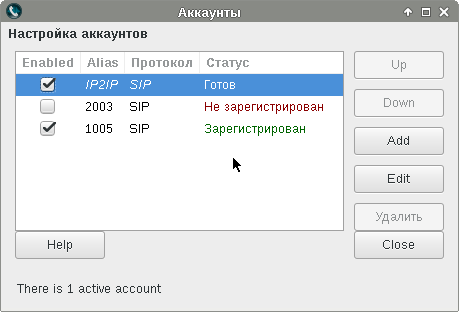 Аккаунты
Настройка аккаунтов
Enabled Alias Протокол Статус
IP2IP SIP Готов
2003 SIP Не зарегистрирован
1005 SIP Зарегистрирован
Up
Down
Add
Edit
Удалить
Help
Close
There is 1 active account